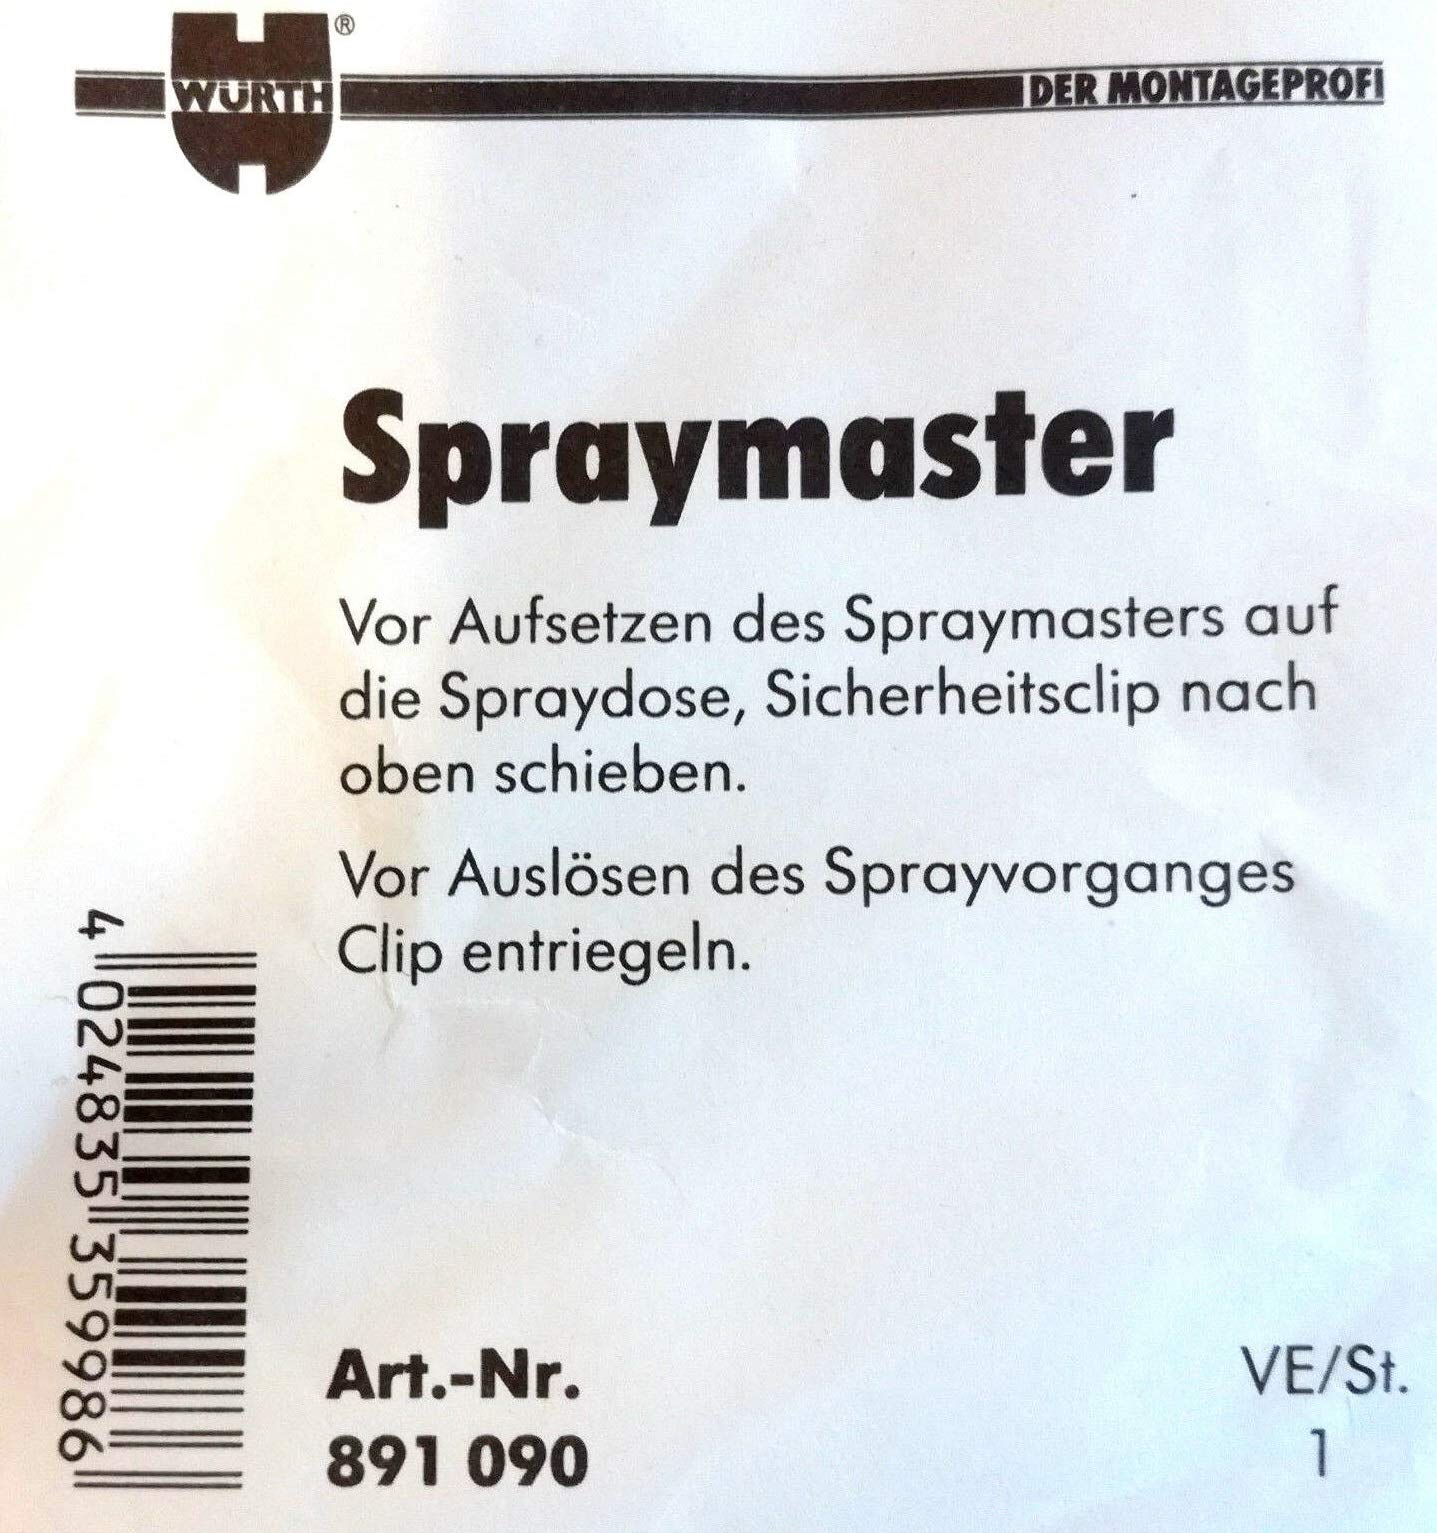 ®
WÜRTH
DER MONTAGEPROFI
Spraymaster
Vor Aufsetzen des Spraymasters auf
die Spraydose, Sicherheitsclip nach
oben schieben.
Vor Auslösen des Sprayvorganges
Clip entriegeln.
4 024835 359986
Art.-Nr.
891 090
VE/St.
1